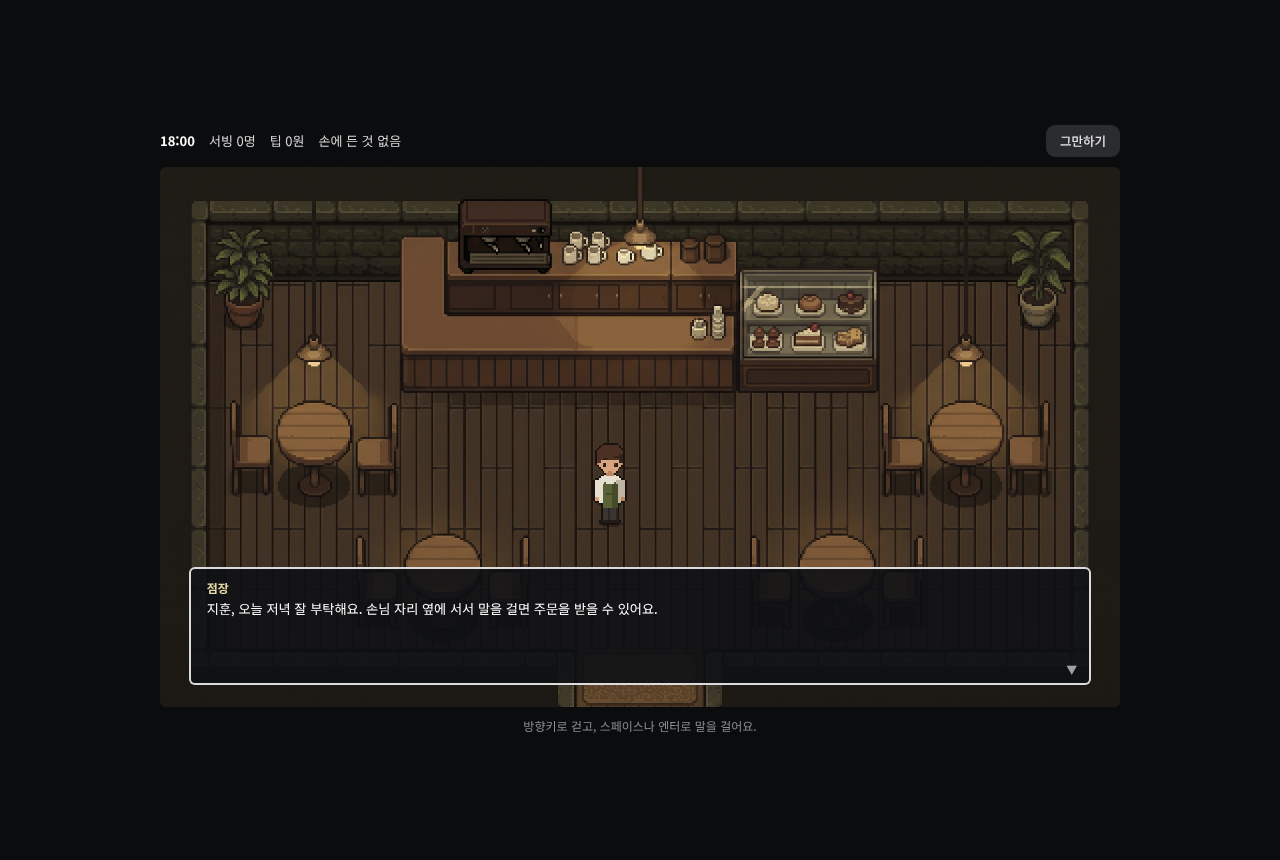 18:00 서빙 0명 팁 0원 손에 든 것 없음
그만하기
점장
지훈, 오늘 저녁 잘 부탁해요. 손님 자리 옆에 서서 말을 걸면 주문을 받을 수 있어요.
▼
방향키로 걷고, 스페이스나 엔터로 말을 걸어요.